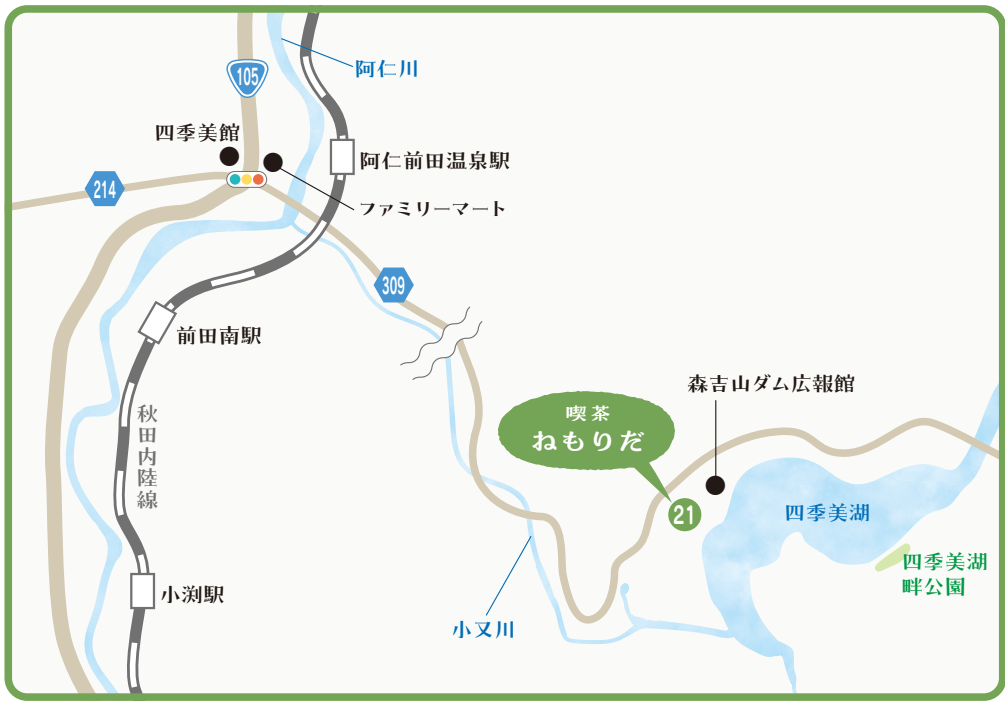 阿仁川
105
四季美館
阿仁前田温泉駅
214
ファミリーマート
309
前田南駅
森吉山ダム広報館
喫茶
ねもりだ
秋田内陸線
21
四季美湖
四季美湖
畔公園
小渕駅
小又川